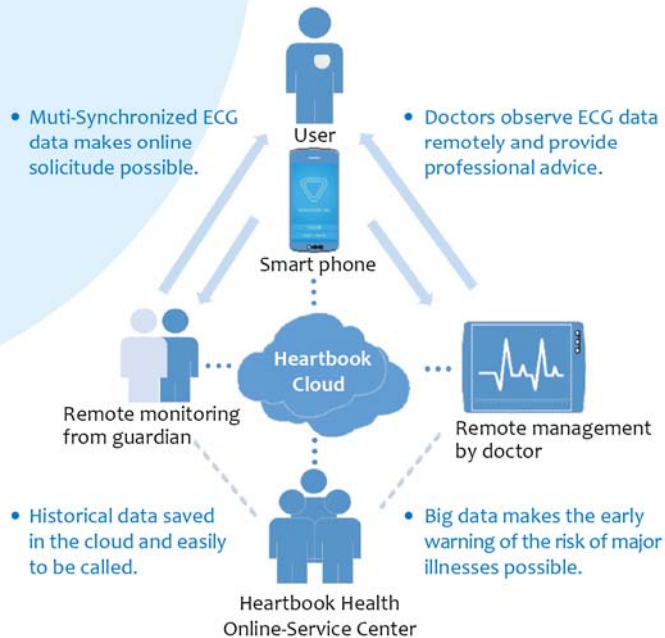 • Muti-Synchronized ECG
data makes online
solicitude possible.
User
• Doctors observe ECG data
remotely and provide
professional advice.
Smart phone
Heartbook
Cloud
Remote monitoring
from guardian
Remote management
by doctor
• Historical data saved
in the cloud and easily
to be called.
• Big data makes the early
warning of the risk of major
illnesses possible.
Heartbook Health
Online-Service Center